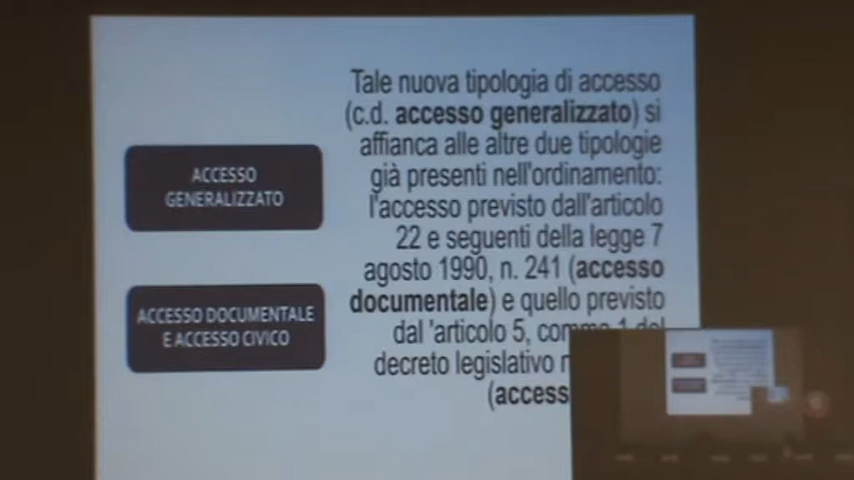 Tale nuova tipologia di accesso
(c.d. accesso generalizzato) si
affianca alle altre due tipologie
già presenti nell'ordinamento:
l'accesso previsto dall'articolo
22 e seguenti della legge 7
agosto 1990, n. 241 (accesso
documentale) e quello previsto
dal 'articolo 5, comma 1 del
decreto legislativo
(access
ACCESSO
GENERALIZZATO
ACCESSO DOCUMENTALE
E ACCESSO CIVICO